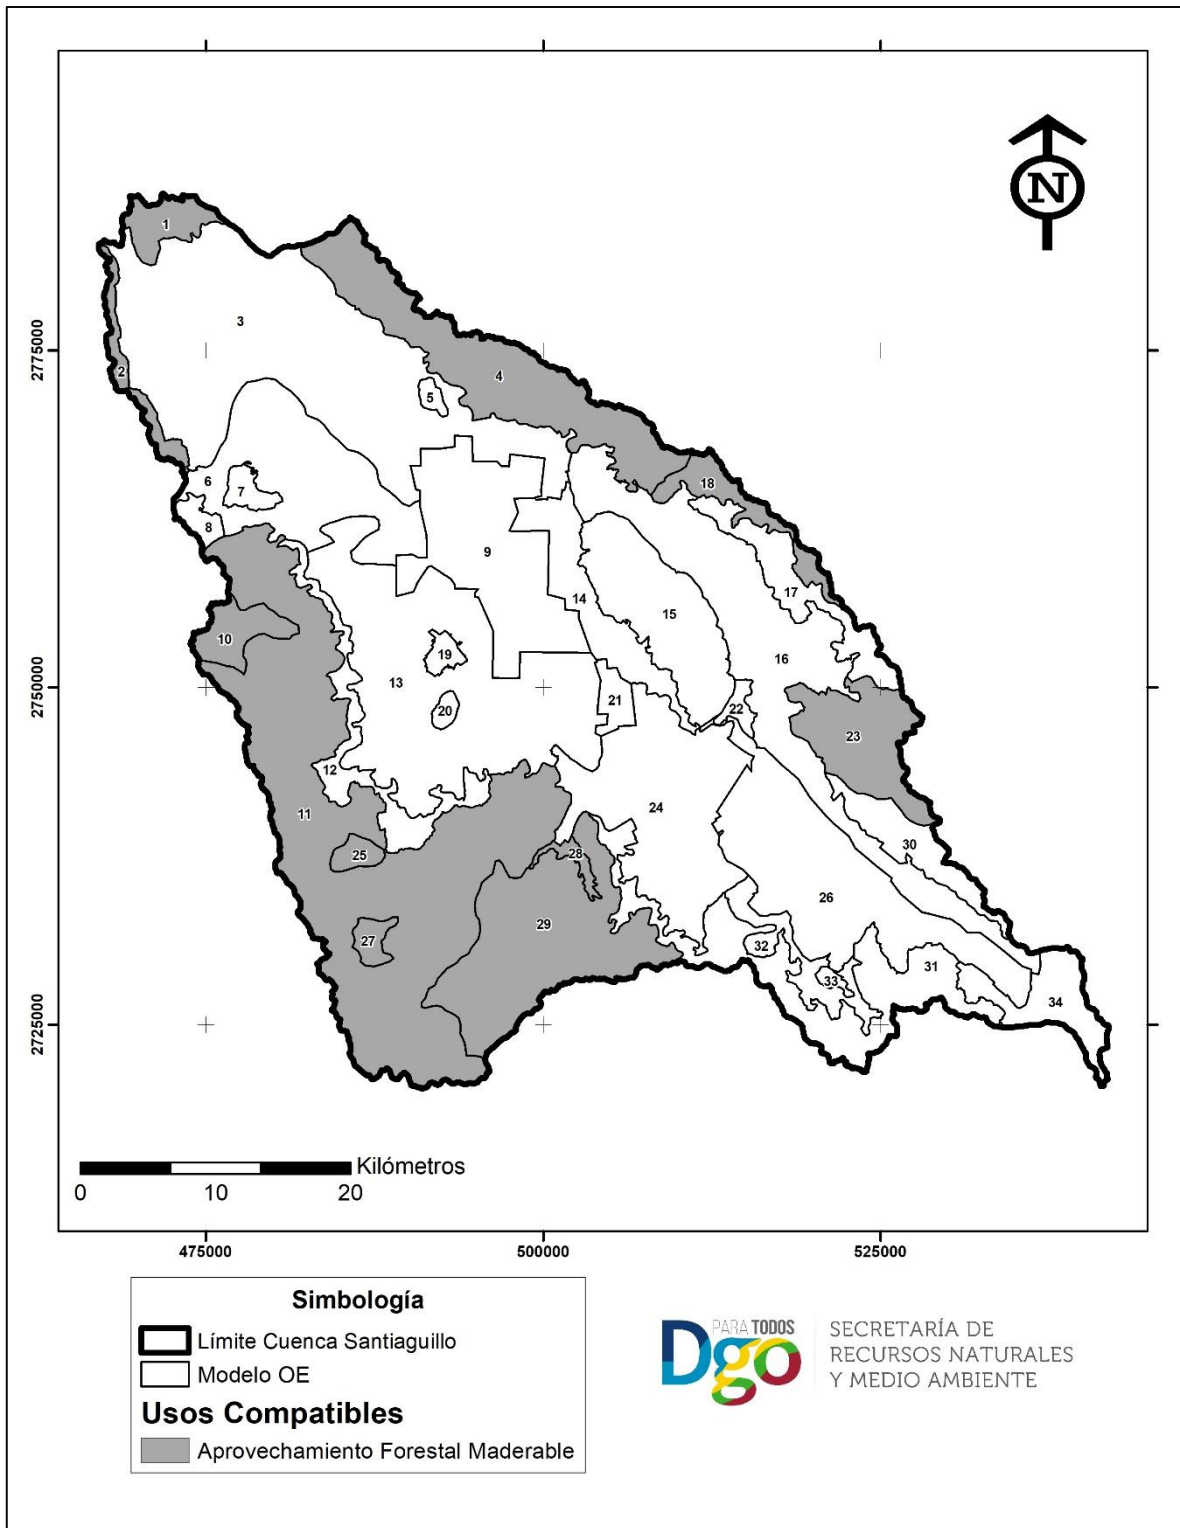 N
1
3
2775000
2
4
5
6
7
18
8
9
17
14
15
10
16
19
13
2750000
21
20
22
23
12
11
24
30
25
28
26
29
27
32
31
33
34
2725000
Kilómetros
0 10 20
475000 500000 525000
Simbología
Límite Cuenca Santiaguillo
Modelo OE
Usos Compatibles
Aprovechamiento Forestal Maderable
PARA TODOS
Dgo
SECRETARÍA DE
RECURSOS NATURALES
Y MEDIO AMBIENTE